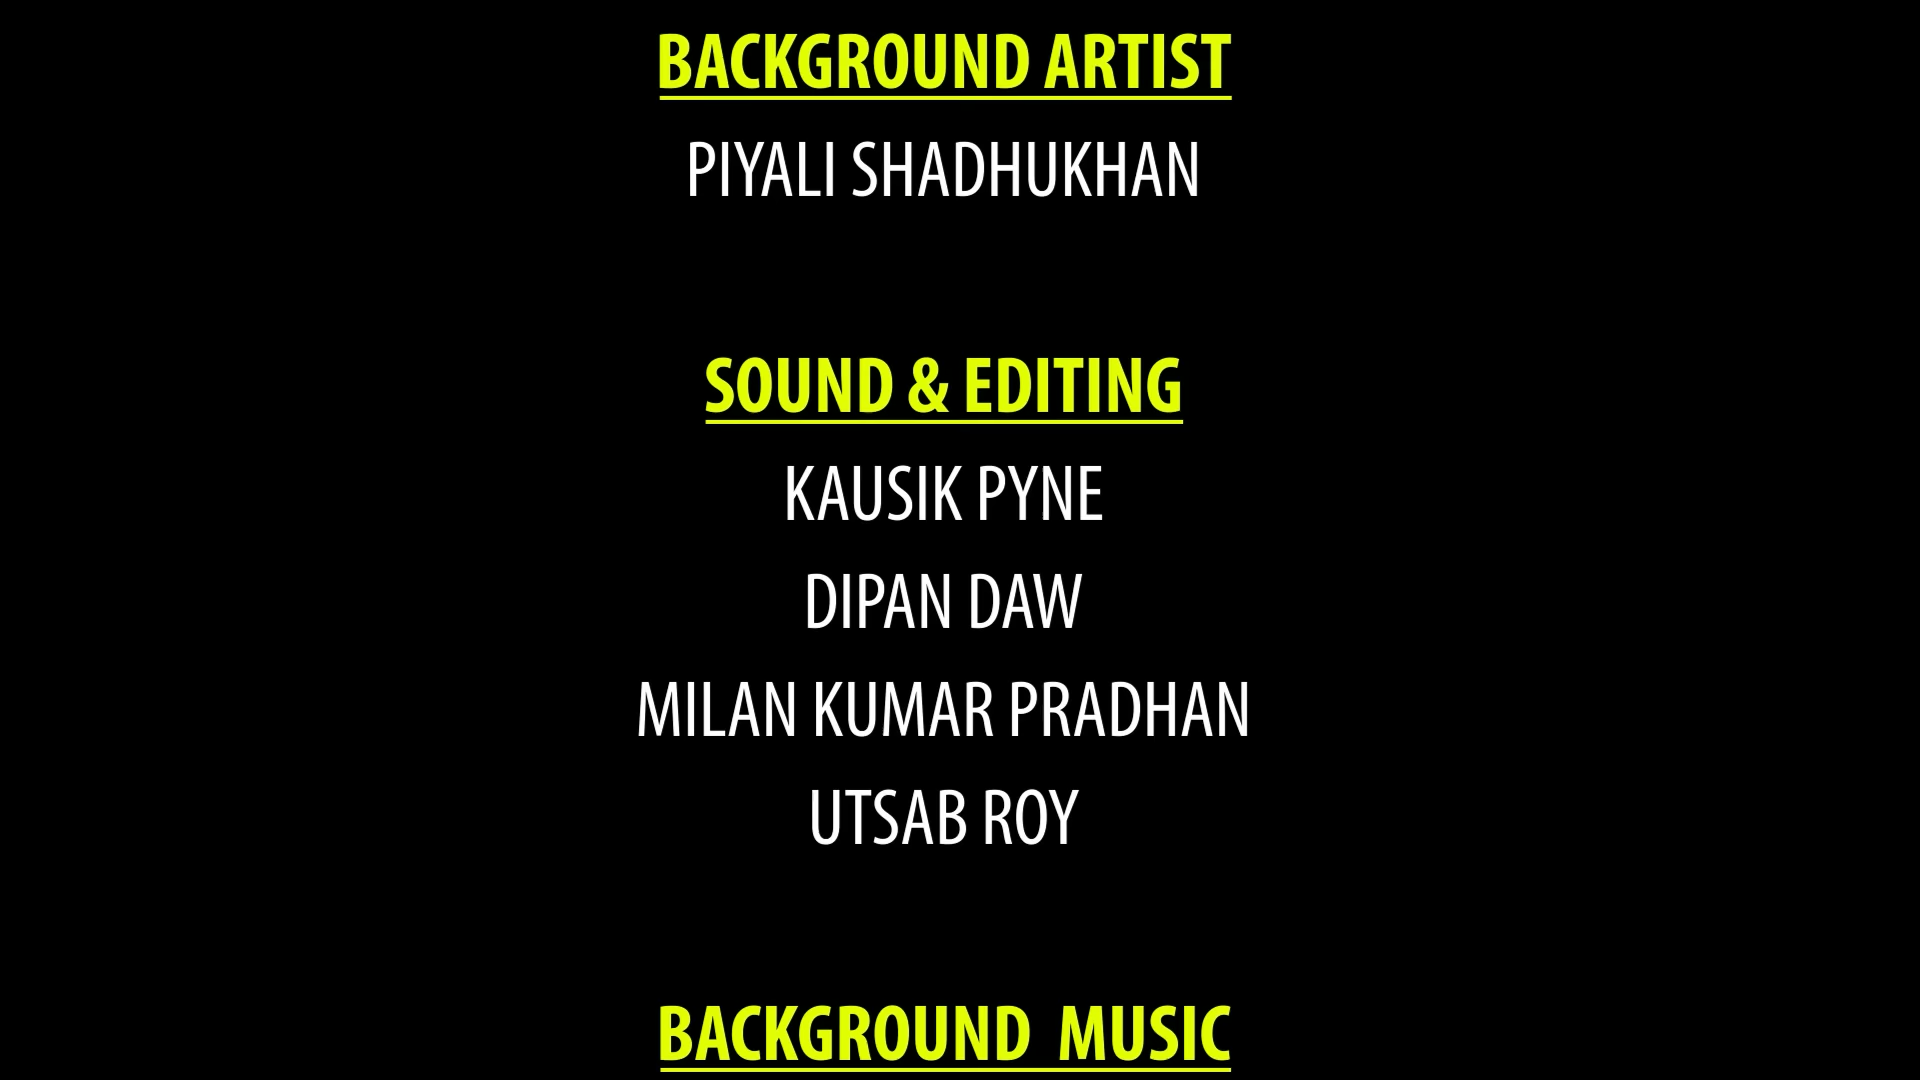 BACKGROUND ARTIST
PIYALI SHADHUKHAN
SOUND & EDITING
KAUSIK PYNE
DIPAN DAW
MILAN KUMAR PRADHAN
UTSAB ROY
BACKGROUND  MUSIC